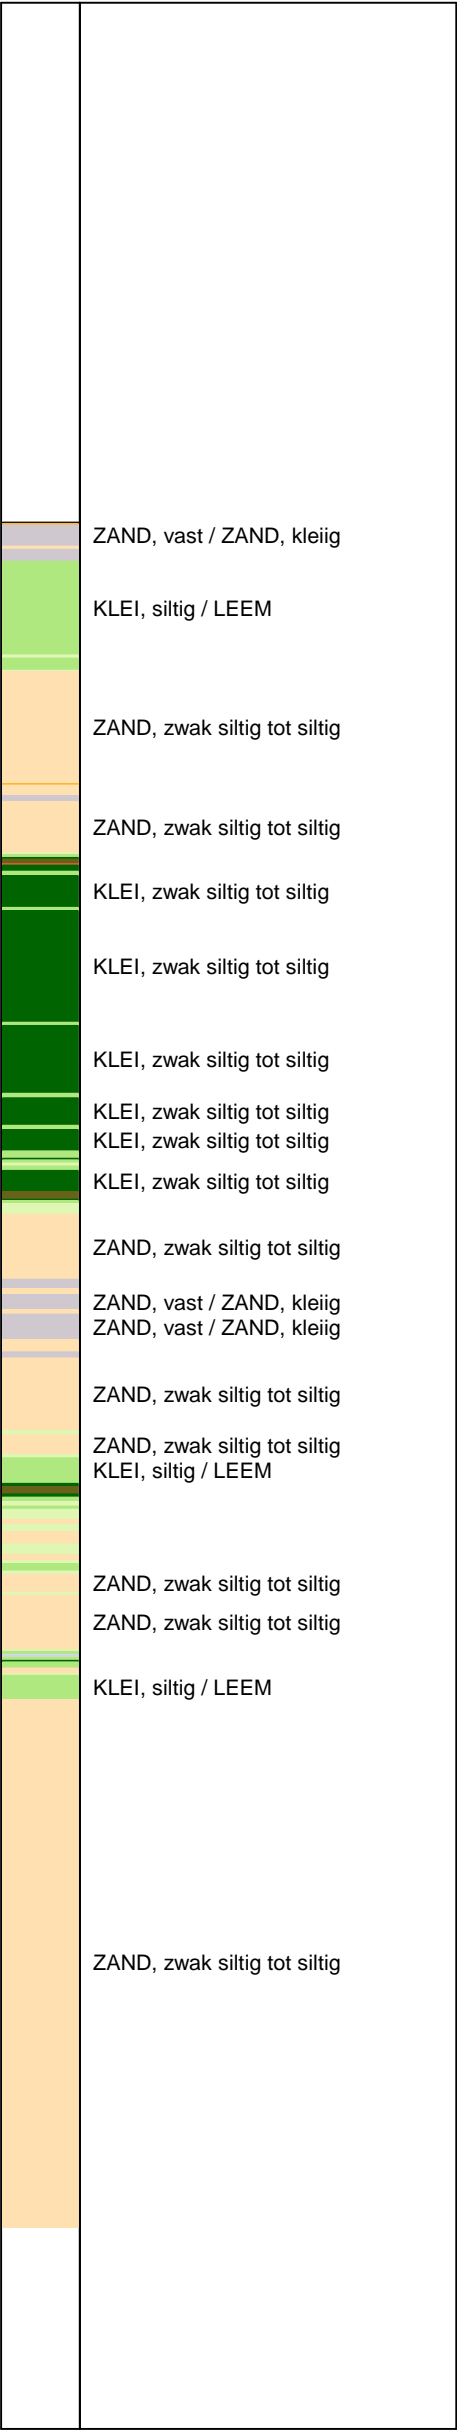 ZAND, vast / ZAND, kleiig
KLEI, siltig / LEEM
ZAND, zwak siltig tot siltig
ZAND, zwak siltig tot siltig
KLEI, zwak siltig tot siltig
KLEI, zwak siltig tot siltig
KLEI, zwak siltig tot siltig
KLEI, zwak siltig tot siltig
KLEI, zwak siltig tot siltig
KLEI, zwak siltig tot siltig
ZAND, zwak siltig tot siltig
ZAND, vast / ZAND, kleiig
ZAND, vast / ZAND, kleiig
ZAND, zwak siltig tot siltig
ZAND, zwak siltig tot siltig
KLEI, siltig / LEEM
ZAND, zwak siltig tot siltig
ZAND, zwak siltig tot siltig
KLEI, siltig / LEEM
ZAND, zwak siltig tot siltig